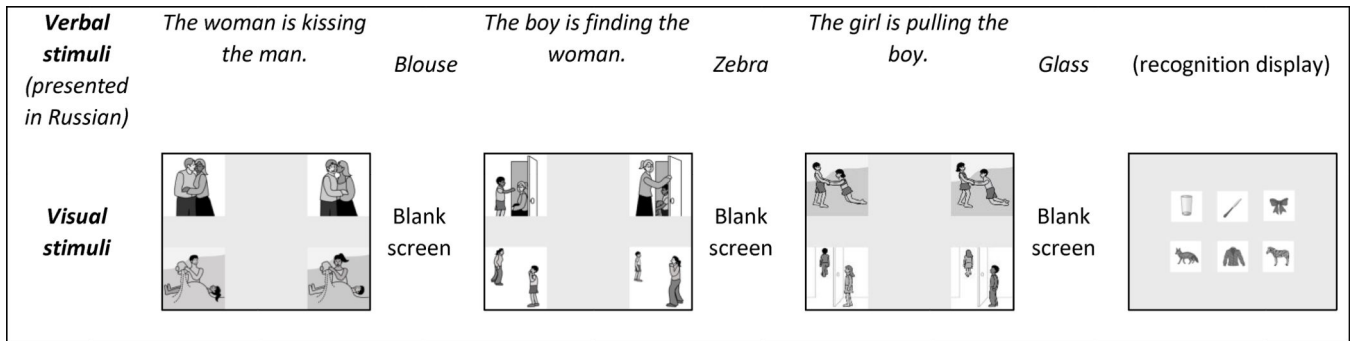 Verbal
stimuli
(presented
in Russian)
The woman is kissing
the man.
Blouse
The boy is finding the
woman.
Zebra
The girl is pulling the
boy.
Glass
(recognition display)
Visual
stimuli
Blank
screen
Blank
screen
Blank
screen